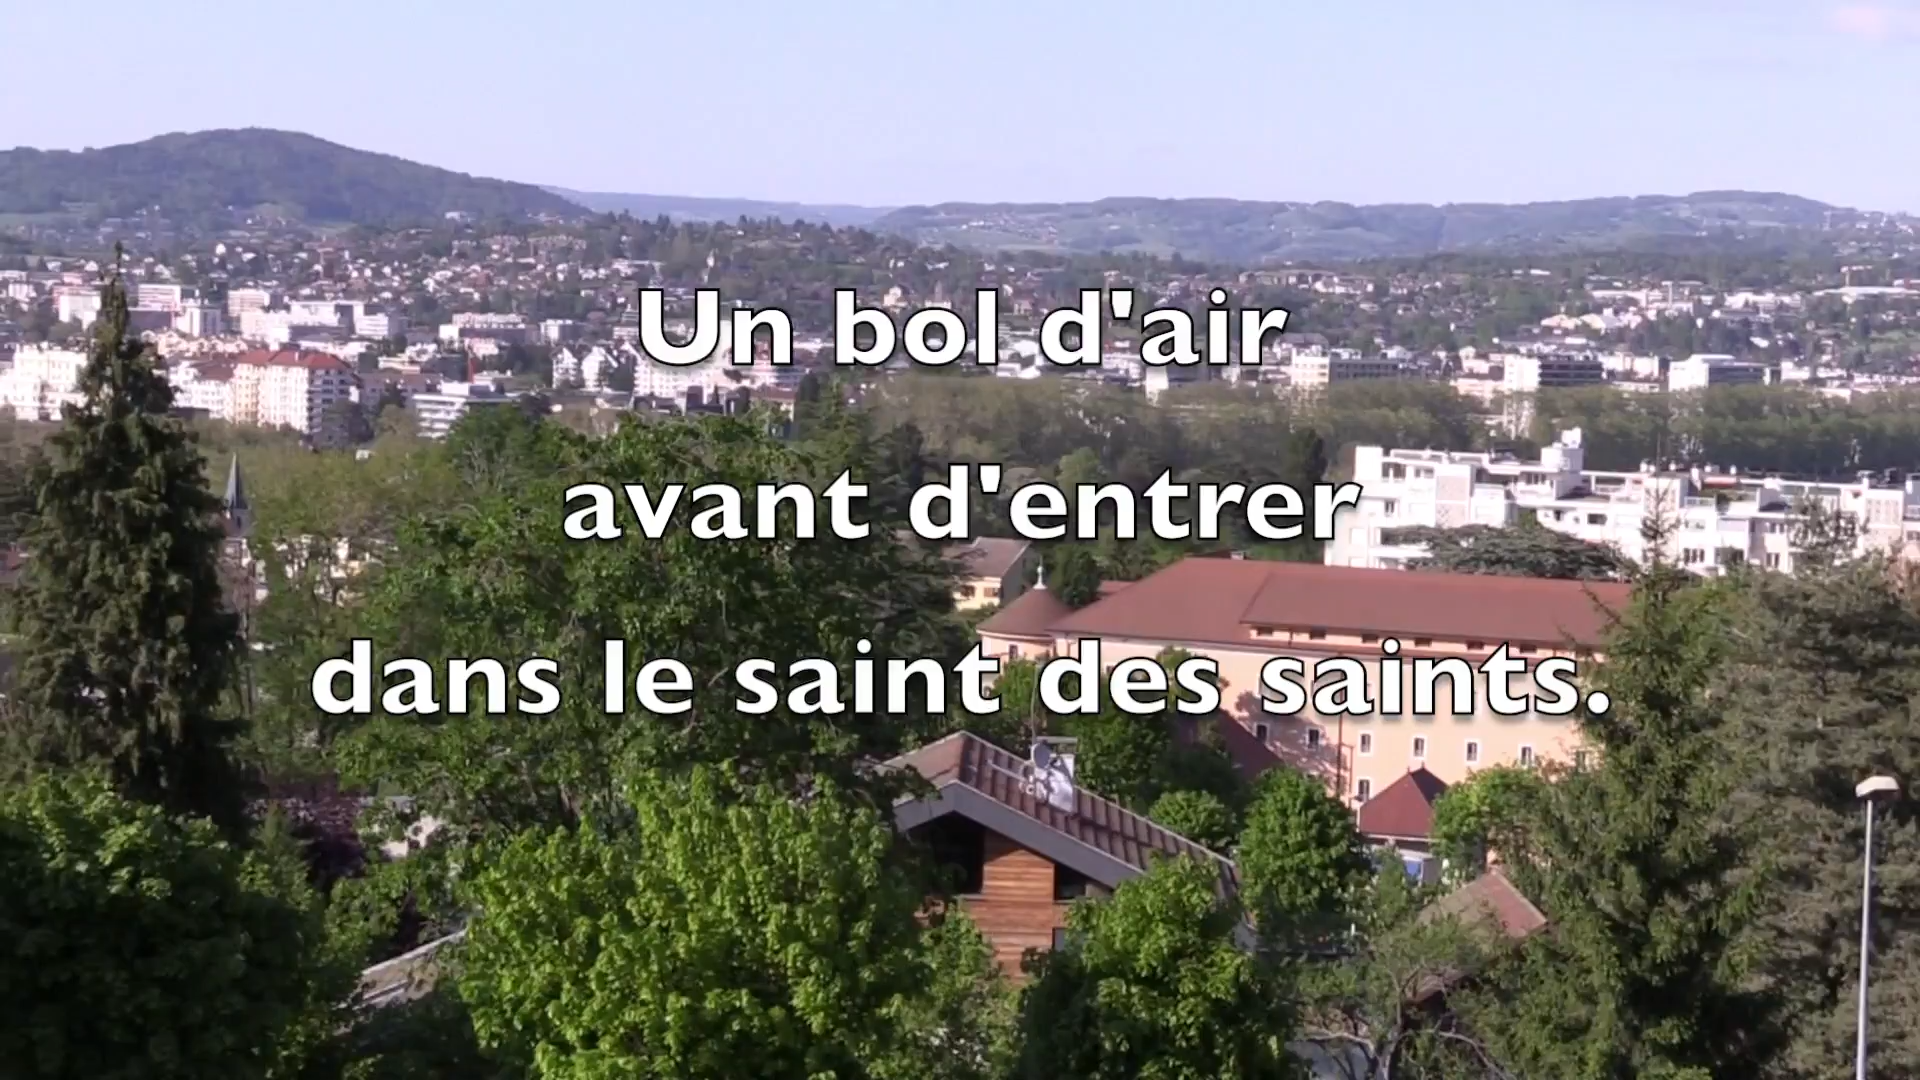 Un bol d'air
avant d'entrer
dans le saint des saints.